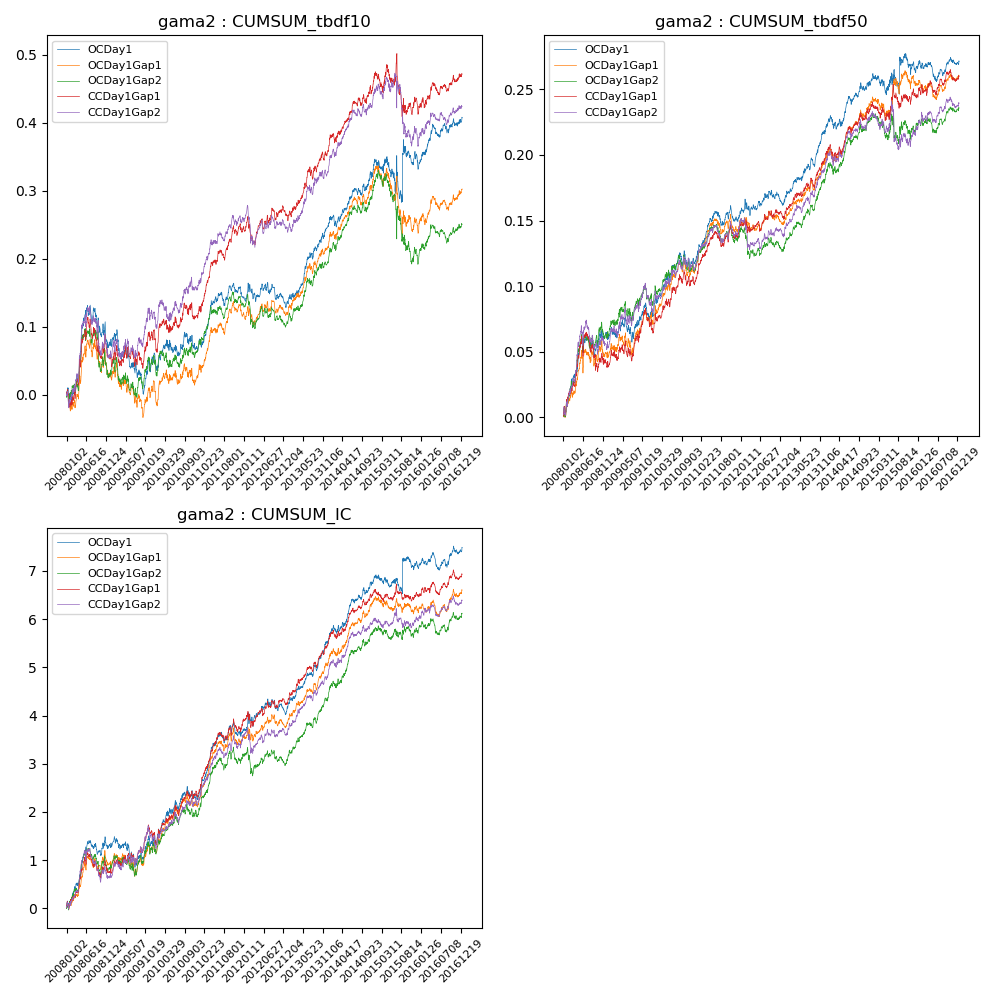 gama2 : CUMSUM_tbdf10
OCDay1
OCDay1Gap1
OCDay1Gap2
CCDay1Gap1
CCDay1Gap2
0.5
0.4
0.3
0.2
0.1
0.0
20080102 20080616 20081124 20090507 20091019 20100329 20100903 20110223 20110801 20120111 20120627 20121204 20130523 20131106 20140417 20140923 20150311 20150814 20160126 20160708 20161219
gama2 : CUMSUM_tbdf50
OCDay1
OCDay1Gap1
OCDay1Gap2
CCDay1Gap1
CCDay1Gap2
0.25
0.20
0.15
0.10
0.05
0.00
20080102 20080616 20081124 20090507 20091019 20100329 20100903 20110223 20110801 20120111 20120627 20121204 20130523 20131106 20140417 20140923 20150311 20150814 20160126 20160708 20161219
gama2 : CUMSUM_IC
OCDay1
OCDay1Gap1
OCDay1Gap2
CCDay1Gap1
CCDay1Gap2
7
6
5
4
3
2
1
0
20080102 20080616 20081124 20090507 20091019 20100329 20100903 20110223 20110801 20120111 20120627 20121204 20130523 20131106 20140417 20140923 20150311 20150814 20160126 20160708 20161219